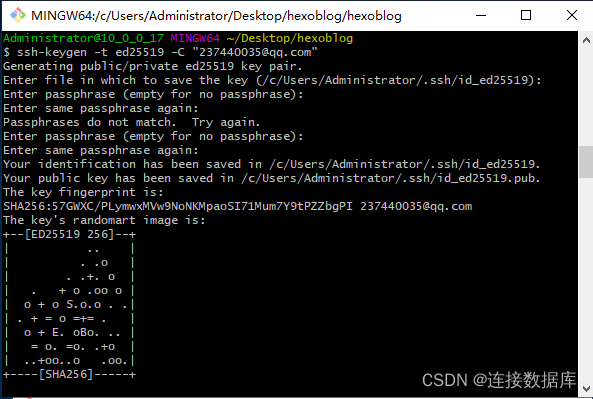 MINGW64:/c/Users/Administrator/Desktop/hexoblog/hexoblog
Administrator@10_0_0_17 MINGW64 ~/Desktop/hexoblog
$ ssh-keygen -t ed25519 -C "237440035@qq.com"
Generating public/private ed25519 key pair.
Enter file in which to save the key (/c/Users/Administrator/.ssh/id_ed25519):
Enter passphrase (empty for no passphrase):
Enter same passphrase again:
Passphrases do not match.  Try again.
Enter passphrase (empty for no passphrase):
Enter same passphrase again:
Your identification has been saved in /c/Users/Administrator/.ssh/id_ed25519.
Your public key has been saved in /c/Users/Administrator/.ssh/id_ed25519.pub.
The key fingerprint is:
SHA256:57GWXC/PLymwxMVw9NoNKMpaoSI71Mum7Y9tPZZbgPI 237440035@qq.com
The key's randomart image is:
+--[ED25519 256]--+
|           ..    |
|          . .o   |
|        . .+. o  |
|   .   + o .oo o |
|  o + o S.o.o . .|
| . + = o =+= .   |
|  o + E. oBo. .. |
|   = o. =o. .+o  |
|  ..+oo..o   .oo.|
+----[SHA256]-----+
CSDN @连接数据库